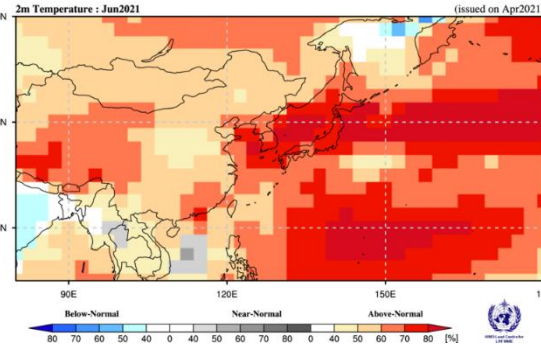 2m Temperature : Jun2021 (issued on Apr2021
N
N
N
90E 120E 150E
Below-Normal Near-Normal Above-Normal
80 70 60 50 40 [%] 40 50 60 70 80 0 40 50 60 70 80 [%]